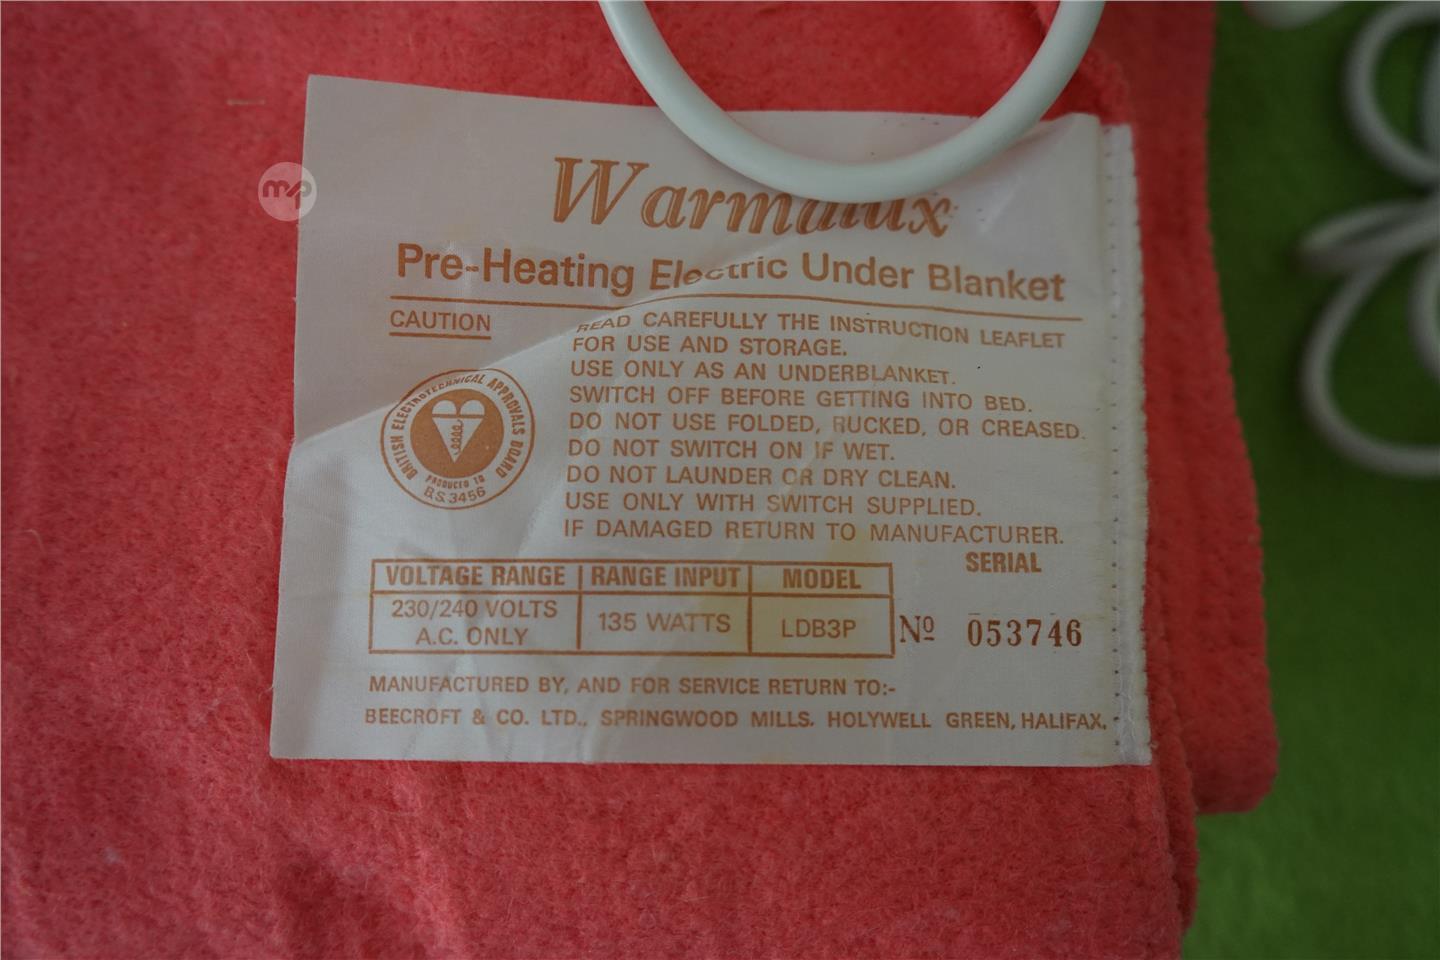 mp
Warmalux
Pre-Heating Electric Under Blanket
CAUTION
READ CAREFULLY THE INSTRUCTION LEAFLET
FOR USE AND STORAGE.
USE ONLY AS AN UNDERBLANKET.
SWITCH OFF BEFORE GETTING INTO BED.
DO NOT USE FOLDED, RUCKED, OR CREASED.
DO NOT SWITCH ON IF WET.
DO NOT LAUNDER OR DRY CLEAN.
USE ONLY WITH SWITCH SUPPLIED.
IF DAMAGED RETURN TO MANUFACTURER.
BRITISH ELECTROTECHNICAL APPROVALS BOARD
PRODUCED TO
B.S. 3456
SERIAL
VOLTAGE RANGE RANGE INPUT MODEL
230/240 VOLTS 135 WATTS LDB3P
A.C. ONLY
Nº 053746
MANUFACTURED BY, AND FOR SERVICE RETURN TO:-
BEECROFT & CO. LTD., SPRINGWOOD MILLS. HOLYWELL GREEN, HALIFAX.